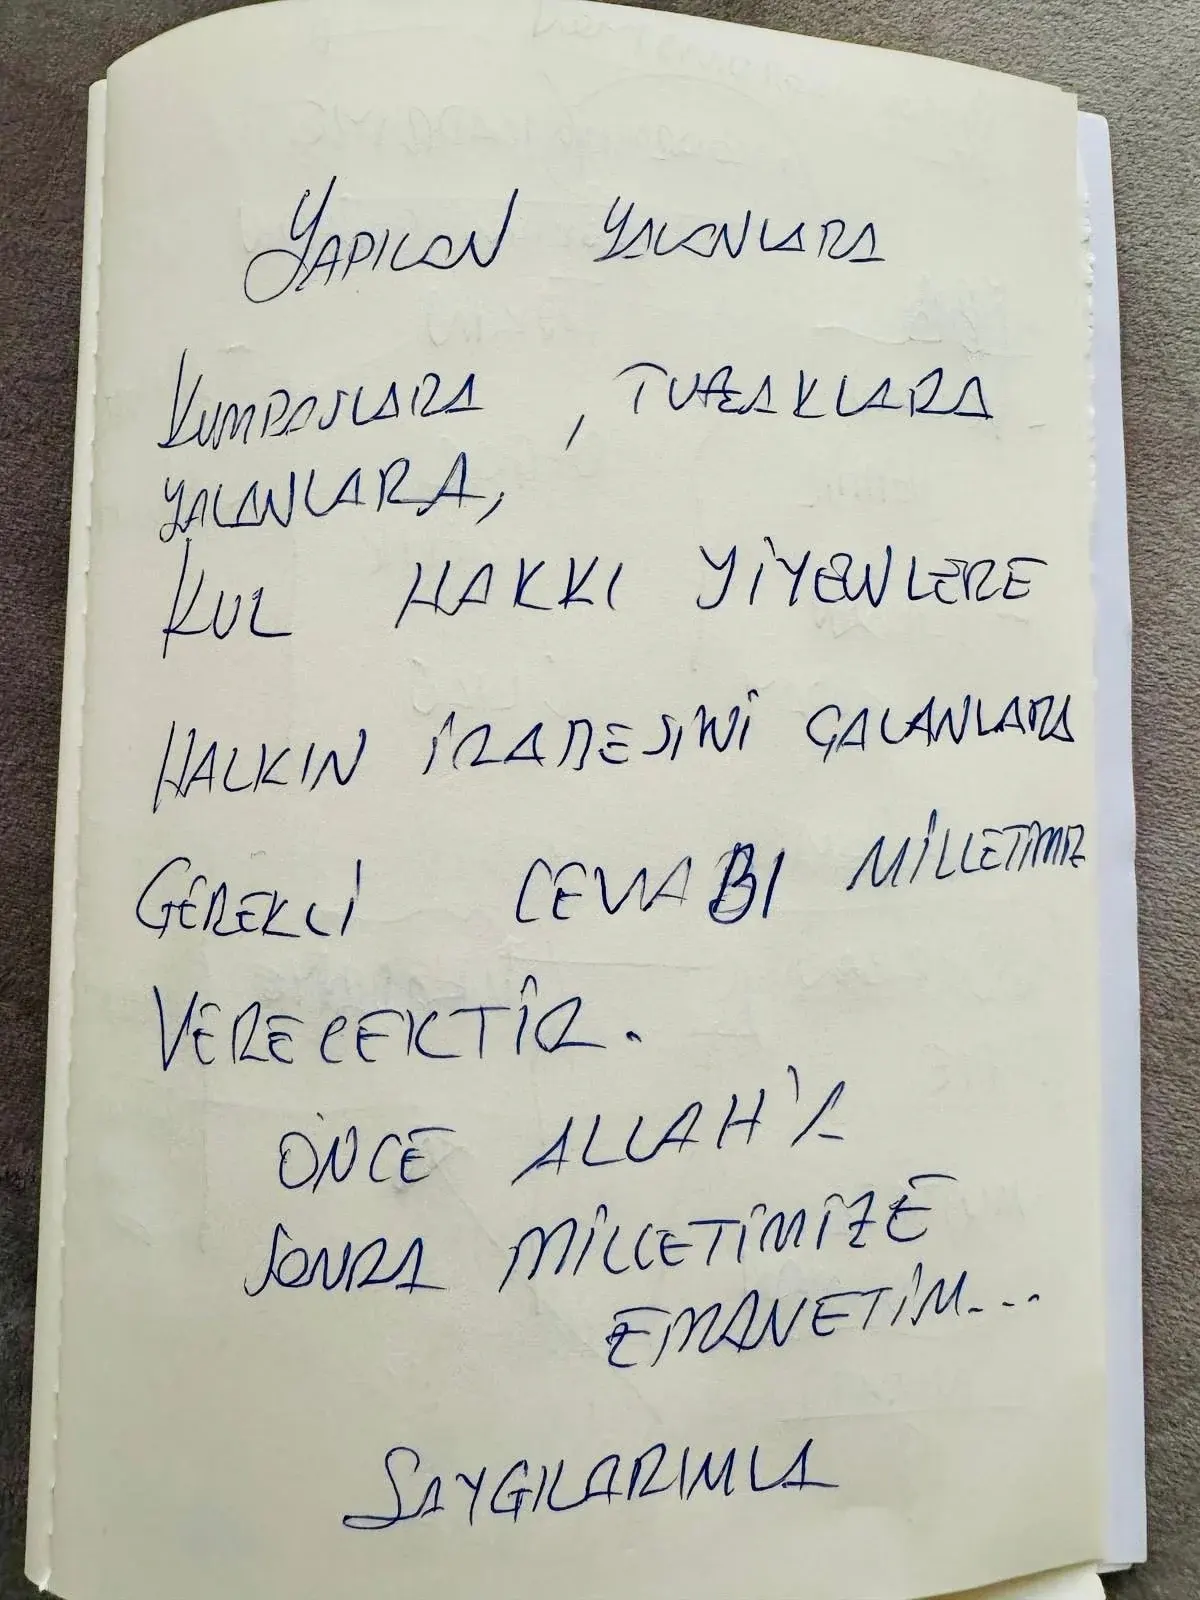 YAPILAN YALANLARA
KUMPASLARA , TUZAKLARA
YALANLARA,
KUL HAKKI YİYENLERE
HALKIN İRADESİNİ ÇALANLARA
GEREKLİ CEVABI MİLLETİMİZ
VERECEKTİR.
ÖNCE ALLAH'A
SONRA MİLLETİMİZE
EMANETİM...
SAYGILARIMLA